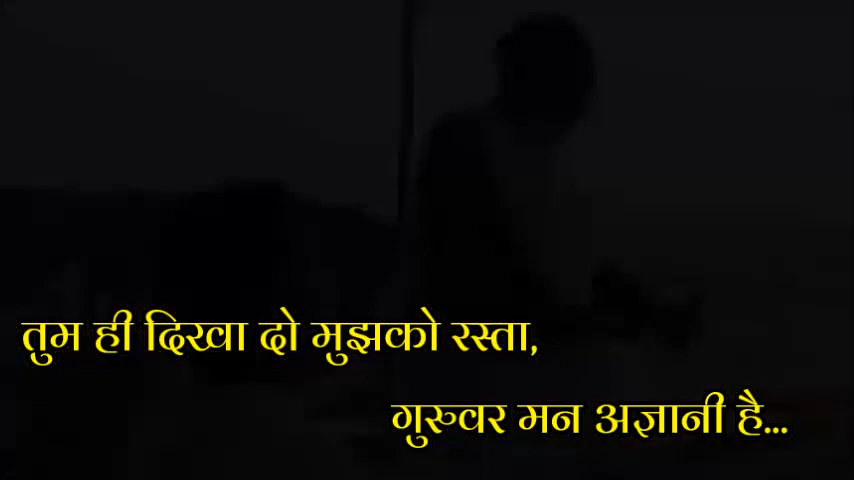 तुम ही दिखा दो मुझको रस्ता,
गुरुवर मन अज्ञानी है...